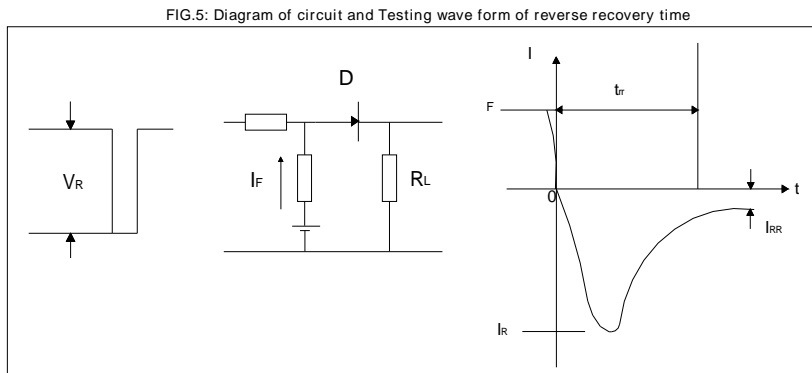 FIG.5: Diagram of circuit and Testing wave form of reverse recovery time
VR
D
IF
RL
I
F
trr
t
0
IRR
IR